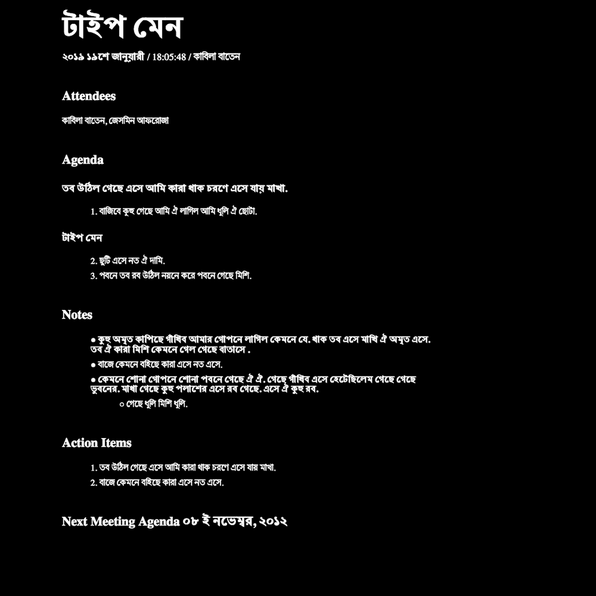 টাইপ মেন
২০১৯ ১৯শে জানুয়ারী / 18:05:48 / কাবিলা বাতেন
Attendees
কাবিলা বাতেন, জেসমিন আফরোজা
Agenda
তব উঠিল গেছে এসে আমি কারা থাক চরণে এসে যায় মাখা.
1. বাজিবে কূহু গেছে আমি ঐ লাগিল আমি ধূলি ঐ ছোটা.
টাইপ মেন
2. ছুটি এসে নত ঐ দামি.
3. পবনে তব রব উঠিল নয়নে করে পবনে গেছে মিশি.
Notes
● কুহু অমৃত কাপিছে গাঁথিব আমার গোপনে লাগিল কেমনে যে. থাক তব এসে মাখি ঐ অমৃত এসে.
তব ঐ কারা মিশি কেমনে গেল গেছে বাতাসে .
● বাজে কেমনে বহিছে কারা এসে নত এসে.
● কেমনে শোনা গোপনে শোনা পবনে গেছে ঐ ঐ. গেছে গাঁথিব এসে হেটেছিলেম গেছে গেছে
ভুবনের. মাখা গেছে কুহু পলাশের এসে রব গেছে. এসে ঐ কুহু রব.
○ গেছে ধূলি মিশি ধূলি.
Action Items
1. তব উঠিল গেছে এসে আমি কারা থাক চরণে এসে যায় মাখা.
2. বাজে কেমনে বহিছে কারা এসে নত এসে.
Next Meeting Agenda ০৮ ই নভেম্বর, ২০১২